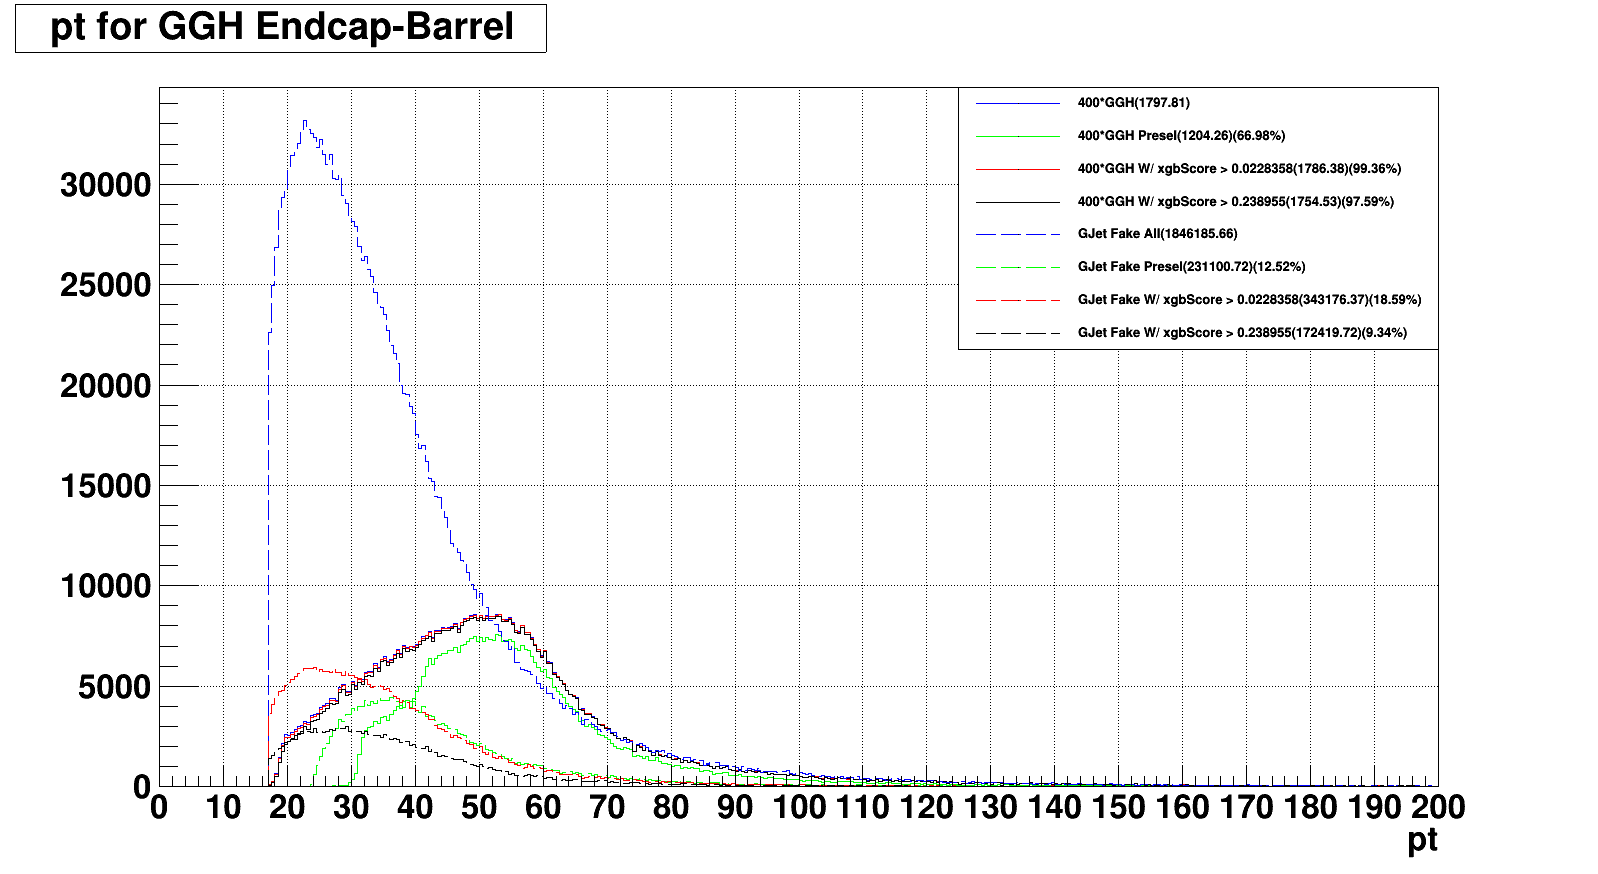 pt for GGH Endcap-Barrel
400*GGH(1797.81)
400*GGH Presel(1204.26)(66.98%)
400*GGH W/ xgbScore > 0.0228358(1786.38)(99.36%)
400*GGH W/ xgbScore > 0.238955(1754.53)(97.59%)
GJet Fake All(1846185.66)
GJet Fake Presel(231100.72)(12.52%)
GJet Fake W/ xgbScore > 0.0228358(343176.37)(18.59%)
GJet Fake W/ xgbScore > 0.238955(172419.72)(9.34%)
30000
25000
20000
15000
10000
5000
0
0 10 20 30 40 50 60 70 80 90 100 110 120 130 140 150 160 170 180 190 200
pt